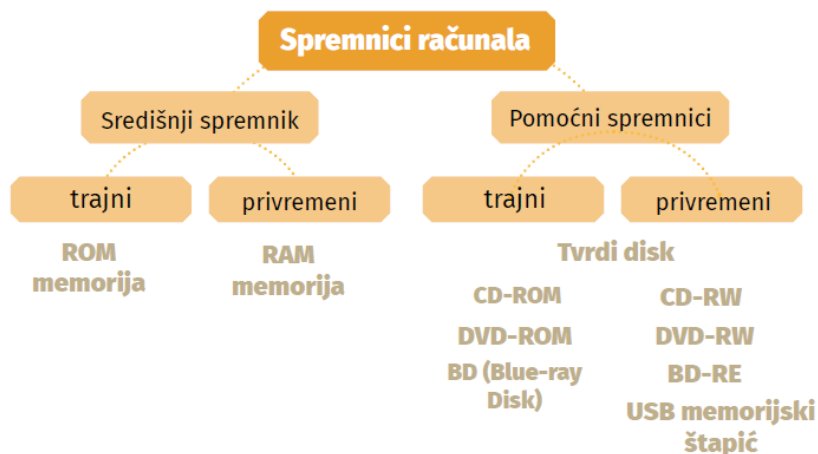 Spremnici računala
Središnji spremnik
Pomoćni spremnici
trajni
privremeni
trajni
privremeni
ROM
memorija
RAM
memorija
Tvrdi disk
CD-ROM
CD-RW
DVD-ROM
DVD-RW
BD (Blue-ray
Disk)
BD-RE
USB memorijski
štapić